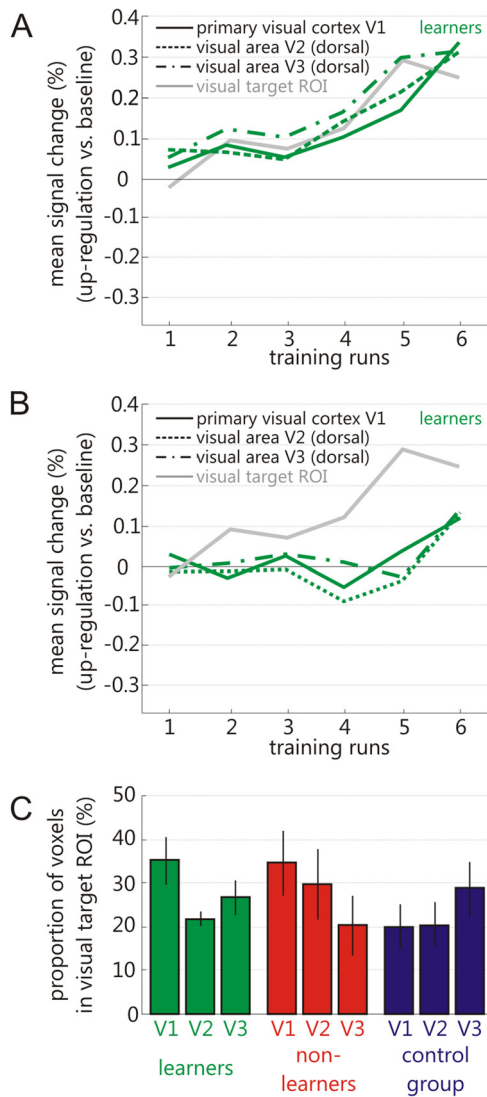 A
primary visual cortex V1
learners
visual area V2 (dorsal)
visual area V3 (dorsal)
visual target ROI
mean signal change (%)
(up-regulation vs. baseline)
0.4
0.3
0.2
0.1
0
-0.1
-0.2
-0.3
1 2 3 4 5 6
training runs
B
primary visual cortex V1
learners
visual area V2 (dorsal)
visual area V3 (dorsal)
visual target ROI
mean signal change (%)
(up-regulation vs. baseline)
0.4
0.3
0.2
0.1
0
-0.1
-0.2
-0.3
1 2 3 4 5 6
training runs
C
proportion of voxels
in visual target ROI (%)
50
40
30
20
10
0
V1 V2 V3 V1 V2 V3 V1 V2 V3
learners
non-
learners
control
group